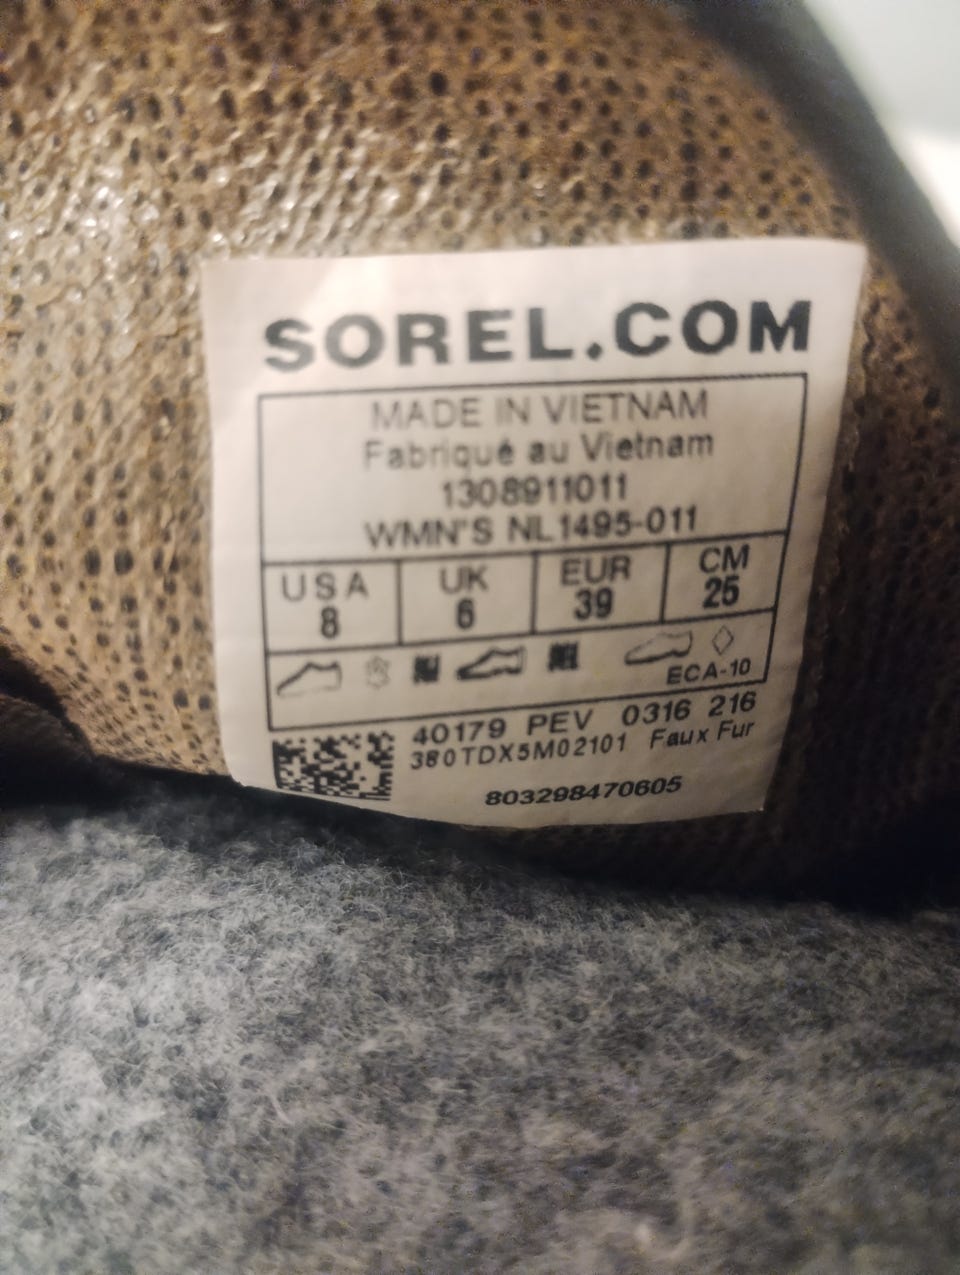 SOREL.COM
MADE IN VIETNAM
Fabriqué au Vietnam
1308911011
WMN'S NL1495-011
USA UK EUR CM
8 6 39 25
ECA-10
40179 PEV 0316 216
380TDX5M02101 Faux Fur
803298470605